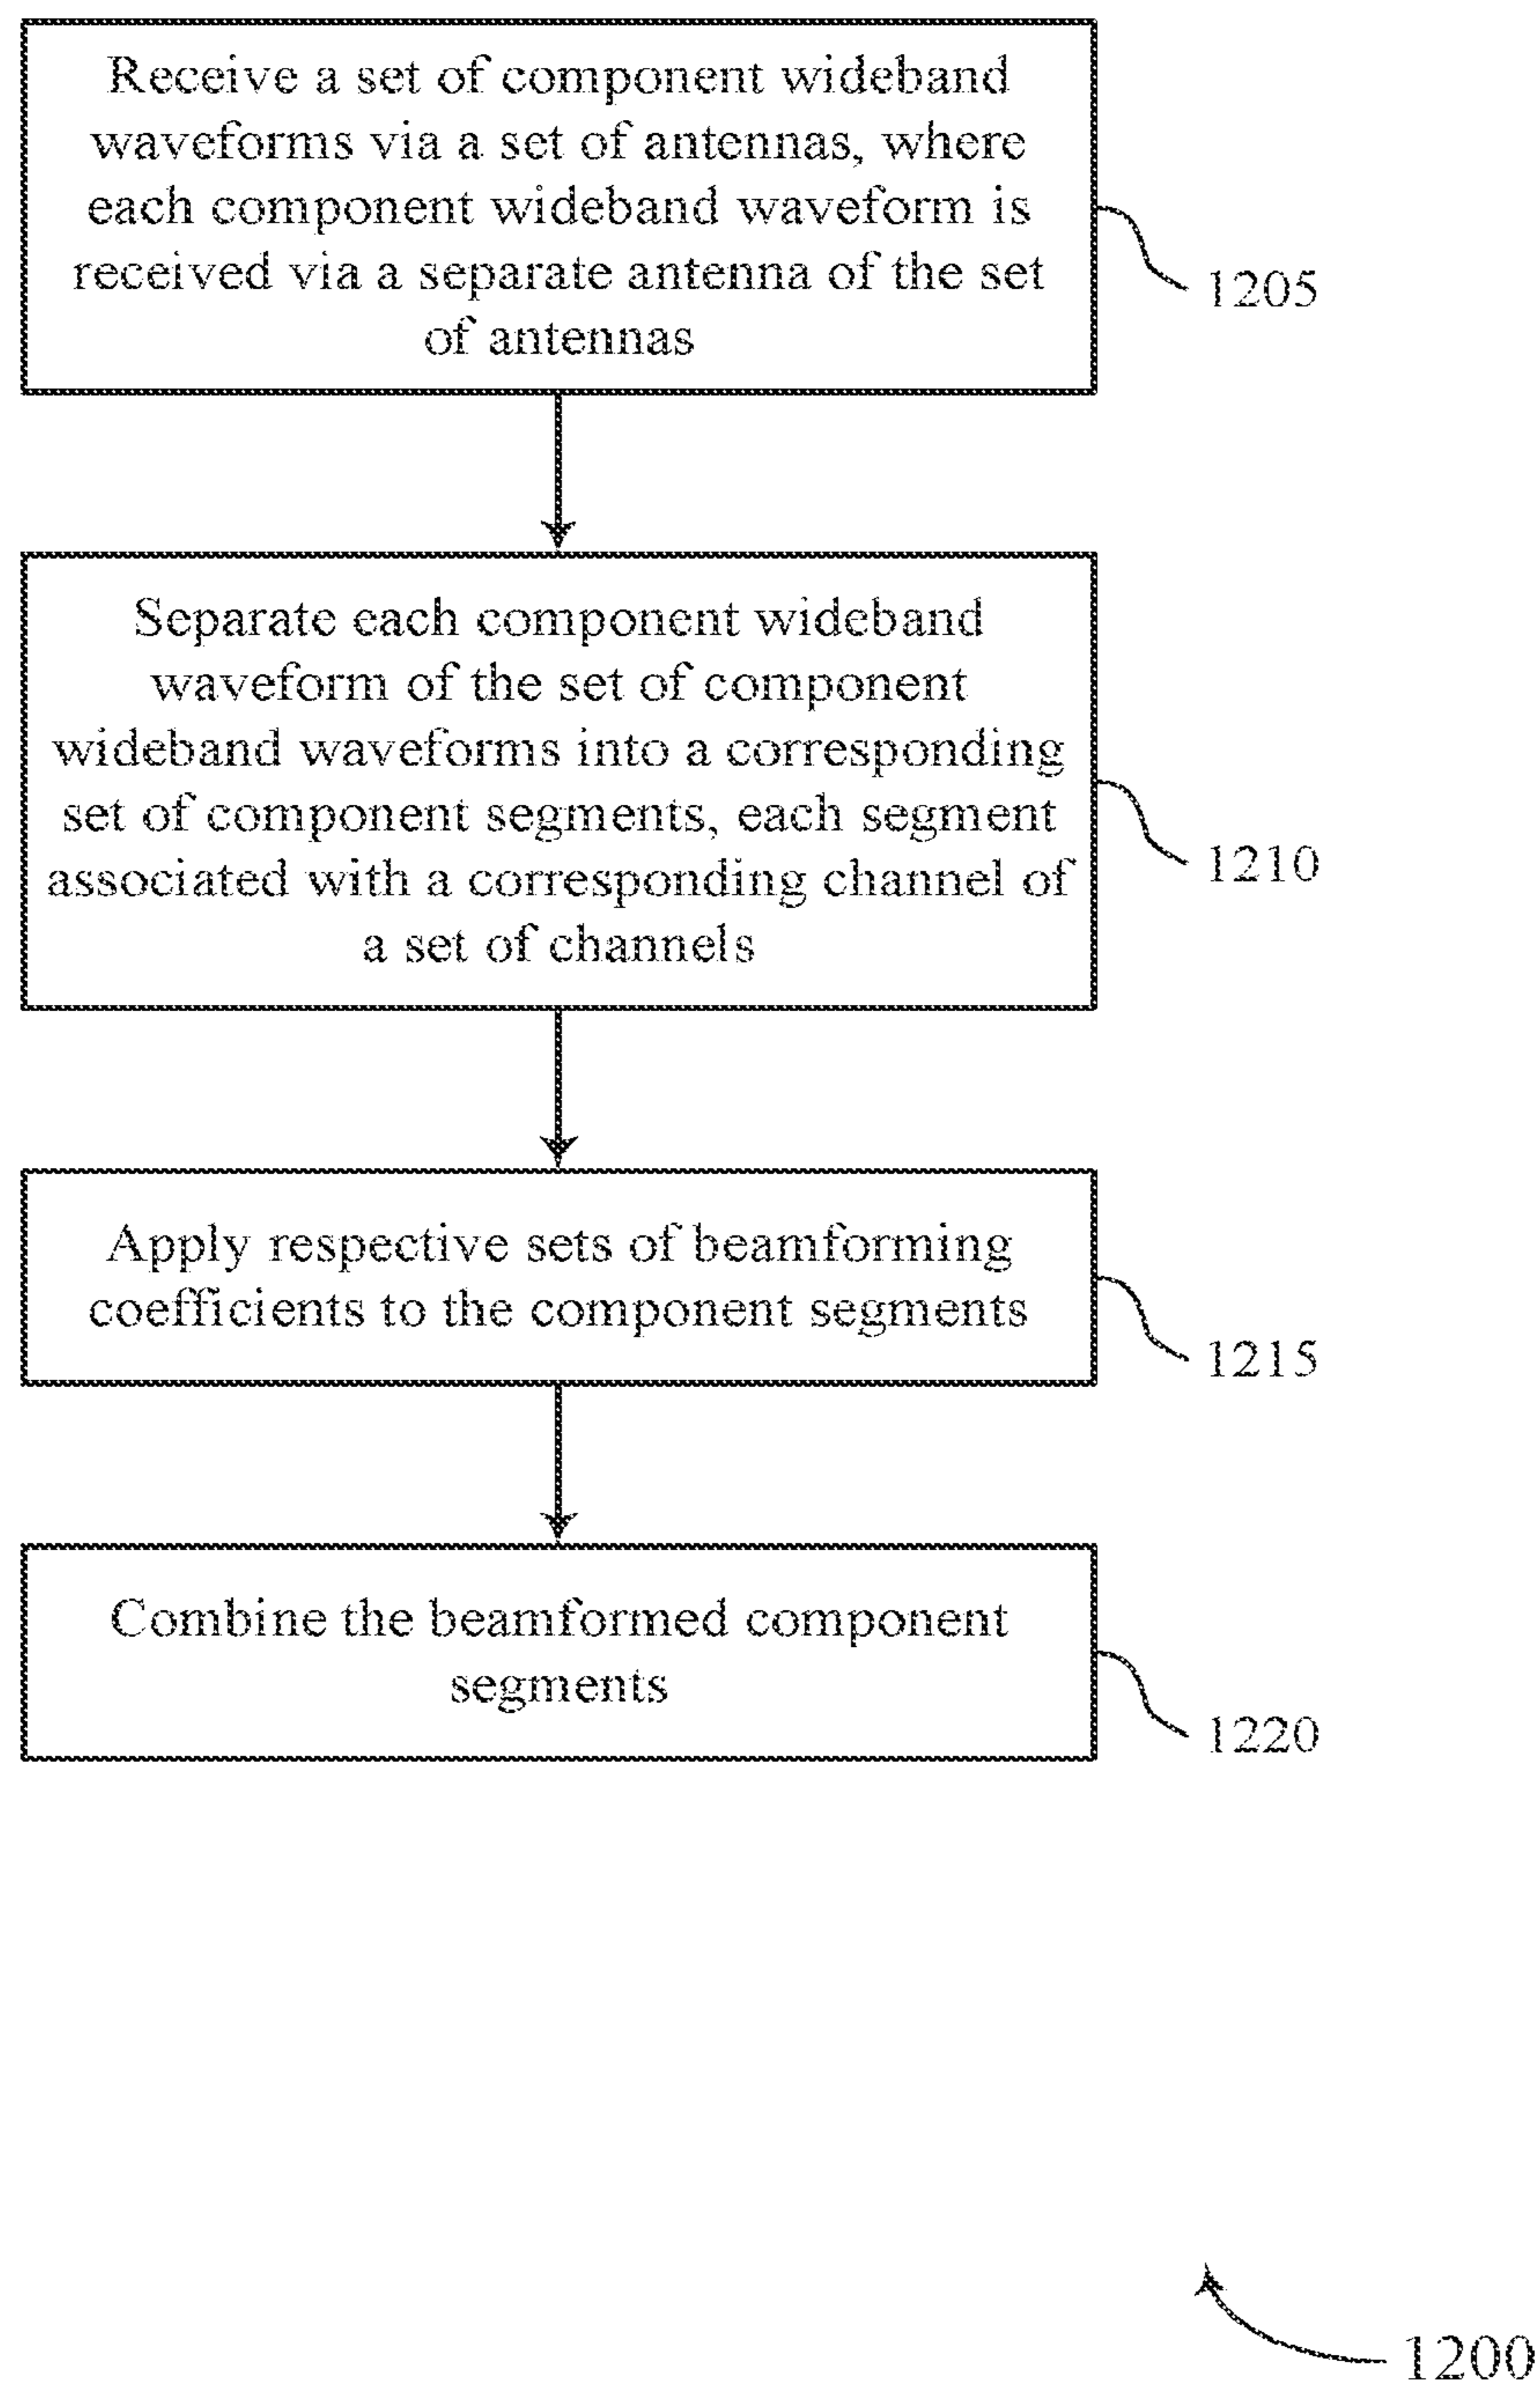 Receive a set of component wideband
waveforms via a set of antennas, where
each component wideband waveform is
received via a separate antenna of the set
of antennas
1205
Separate each component wideband
waveform of the set of component
wideband waveforms into a corresponding
set of component segments, each segment
associated with a corresponding channel of
a set of channels
1210
Apply respective sets of beamforming
coefficients to the component segments
1215
Combine the beamformed component
segments
1220
1200